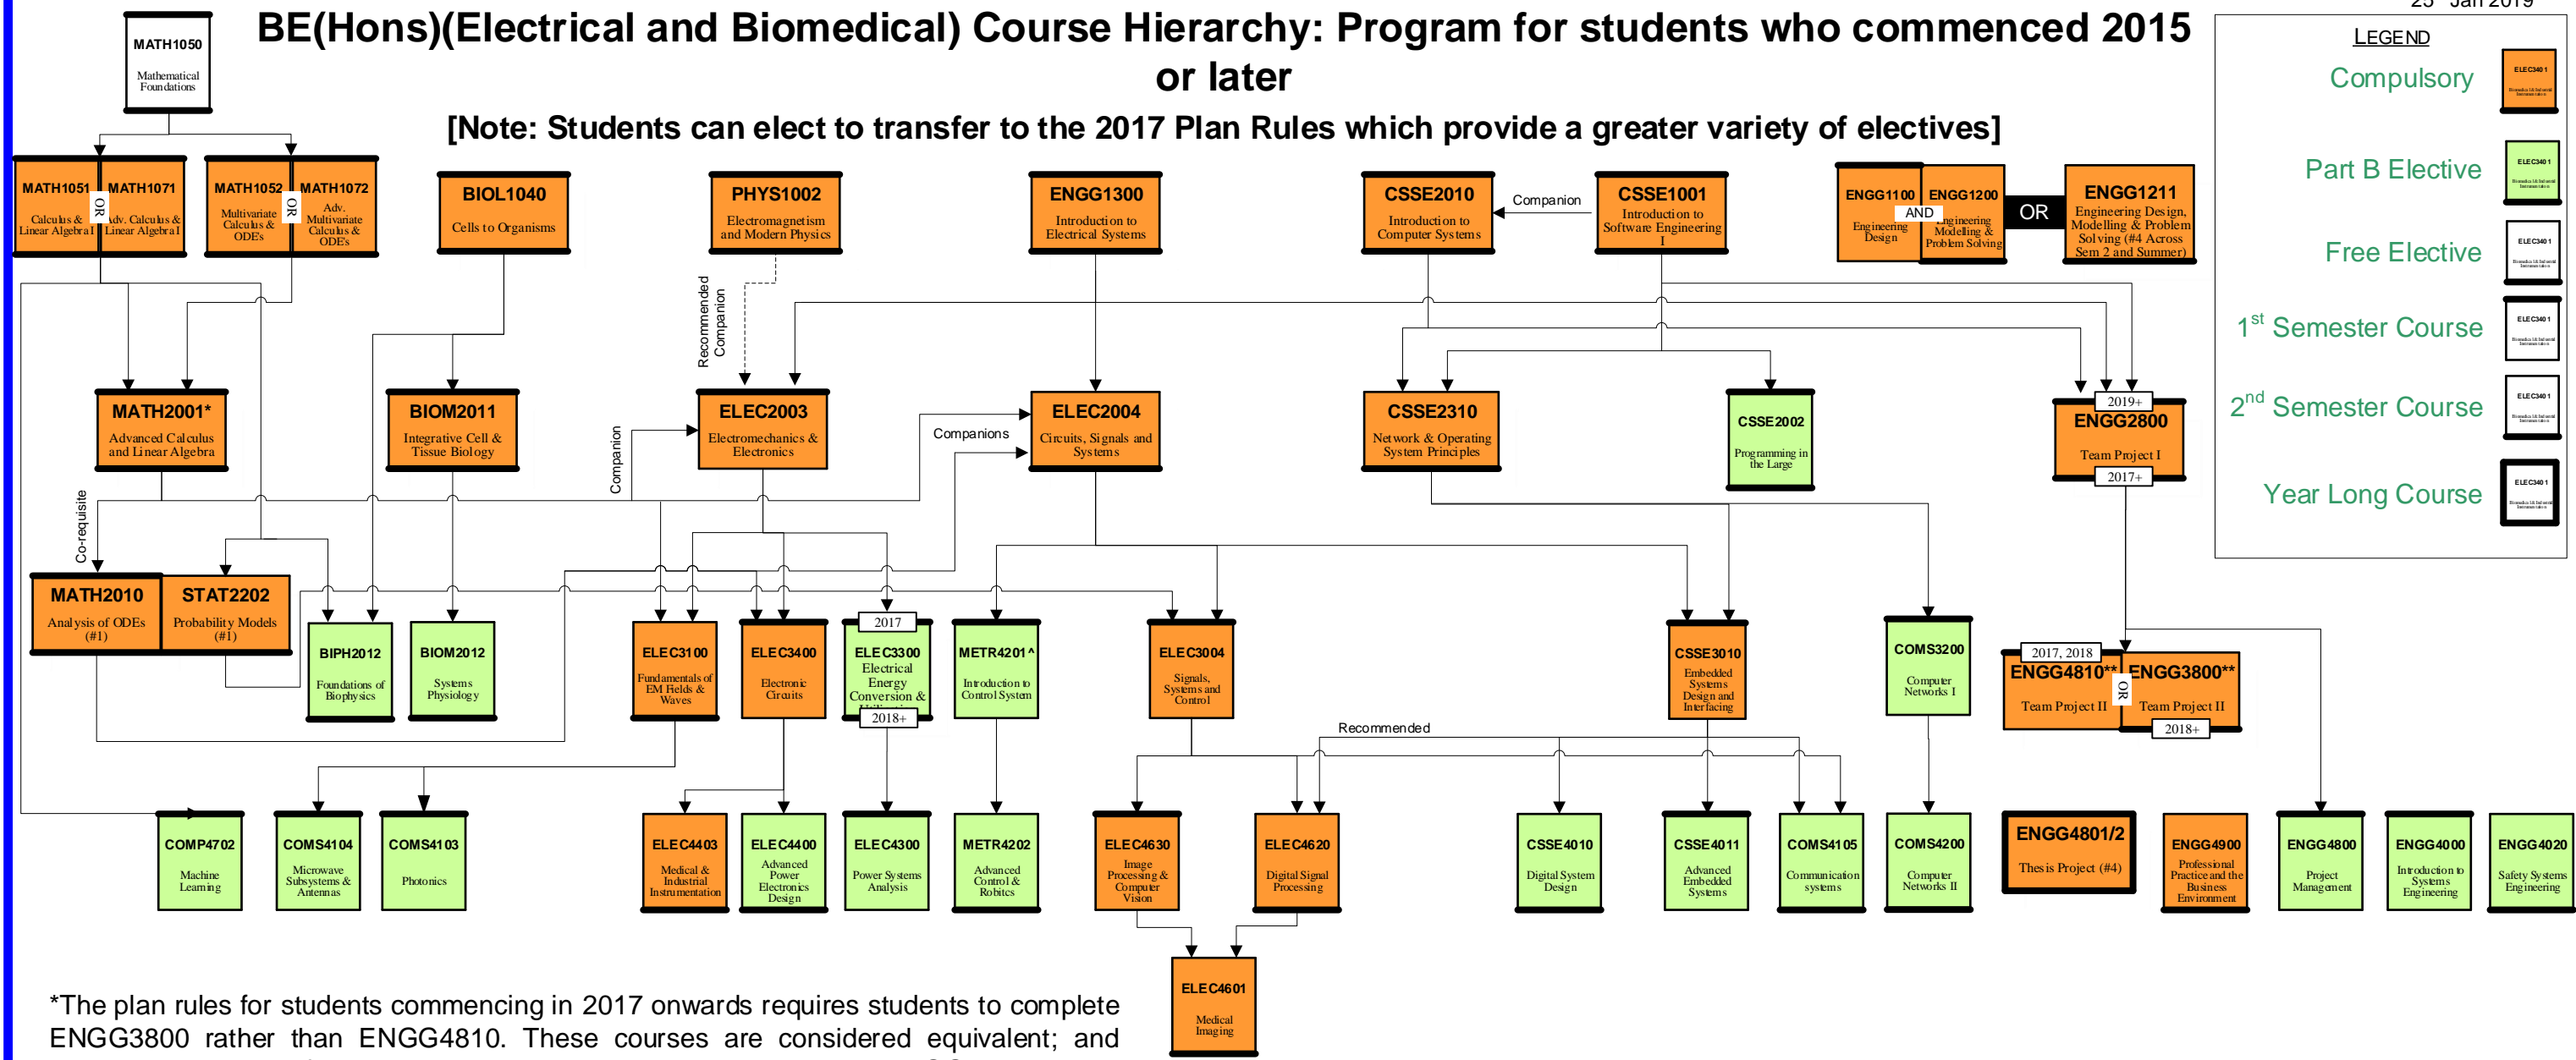 25 Jan 2019
BE(Hons)(Electrical and Biomedical) Course Hierarchy: Program for students who commenced 2015
or later
[Note: Students can elect to transfer to the 2017 Plan Rules which provide a greater variety of electives]
LEGEND
Compulsory
ELEC3401
Part B Elective
ELEC3401
Free Elective
ELEC3401
1st Semester Course
ELEC3401
2nd Semester Course
ELEC3401
Year Long Course
ELEC3401
MATH1050
Mathematical
Foundations
MATH1051
Calculus &
Linear Algebra I
OR
MATH1071
Adv. Calculus &
Linear Algebra I
MATH1052
Multivariate
Calculus &
ODE's
OR
MATH1072
Adv.
Multivariate
Calculus &
ODE's
BIOL1040
Cells to Organisms
PHYS1002
Electromagnetism
and Modern Physics
ENGG1300
Introduction to
Electrical Systems
CSSE2010
Introduction to
Computer Systems
Companion
CSSE1001
Introduction to
Software Engineering
I
ENGG1100
Engineering
Design
AND
ENGG1200
Engineering
Modelling &
Problem Solving
OR
ENGG1211
Engineering Design,
Modelling & Problem
Solving (#4 Across
Sem 2 and Summer)
Recommended
Companion
MATH2001*
Advanced Calculus
and Linear Algebra
BIOM2011
Integrative Cell &
Tissue Biology
Companion
ELEC2003
Electromechanics &
Electronics
Companions
ELEC2004
Circuits, Signals and
Systems
CSSE2310
Network & Operating
System Principles
CSSE2002
Programming in
the Large
2019+
ENGG2800
Team Project I
2017+
Co-requisite
MATH2010
Analysis of ODEs
(#1)
STAT2202
Probability Models
(#1)
BIPH2012
Foundations of
Biophysics
BIOM2012
Systems
Physiology
ELEC3100
Fundamentals of
EM Fields &
Waves
ELEC3400
Electronic
Circuits
2017
ELEC3300
Electrical
Energy
Conversion &
2018+
METR4201^
Introduction to
Control System
ELEC3004
Signals,
Systems and
Control
CSSE3010
Embedded
Systems
Design and
Interfacing
COMS3200
Computer
Networks I
2017, 2018
ENGG4810**
Team Project II
OR
ENGG3800**
Team Project II
2018+
Recommended
COMP4702
Machine
Learning
COMS4104
Microwave
Subsystems &
Antennas
COMS4103
Photonics
ELEC4403
Medical &
Industrial
Instrumentation
ELEC4400
Advanced
Power
Electronics
Design
ELEC4300
Power Systems
Analysis
METR4202
Advanced
Control &
Robitcs
ELEC4630
Image
Processing &
Computer
Vision
ELEC4620
Digital Signal
Processing
CSSE4010
Digital System
Design
CSSE4011
Advanced
Embedded
Systems
COMS4105
Communication
systems
COMS4200
Computer
Networks II
ENGG4801/2
Thesis Project (#4)
ENGG4900
Professional
Practice and the
Business
Environment
ENGG4800
Project
Management
ENGG4000
Introduction to
Systems
Engineering
ENGG4020
Safety Systems
Engineering
ELEC4601
Medical
Imaging
*The plan rules for students commencing in 2017 onwards requires students to complete
ENGG3800 rather than ENGG4810. These courses are considered equivalent; and